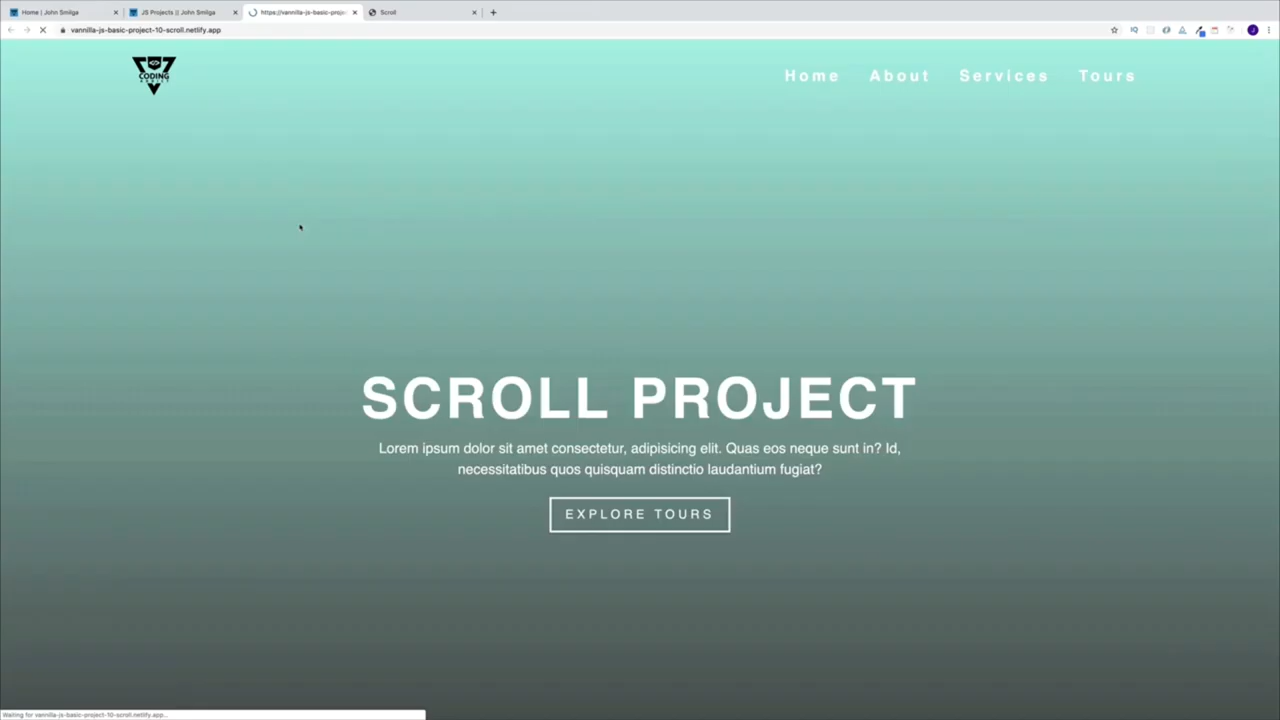 Home | John Smilga
JS Projects || John Smilga
https://vannilla-js-basic-projec
Scroll
vannilla-js-basic-project-10-scroll.netlify.app
CODING
ADDICT
Home About Services Tours
SCROLL PROJECT
Lorem ipsum dolor sit amet consectetur, adipisicing elit. Quas eos neque sunt in? Id,
necessitatibus quos quisquam distinctio laudantium fugiat?
EXPLORE TOURS
Waiting for vannilla-js-basic-project-10-scroll.netlify.app...